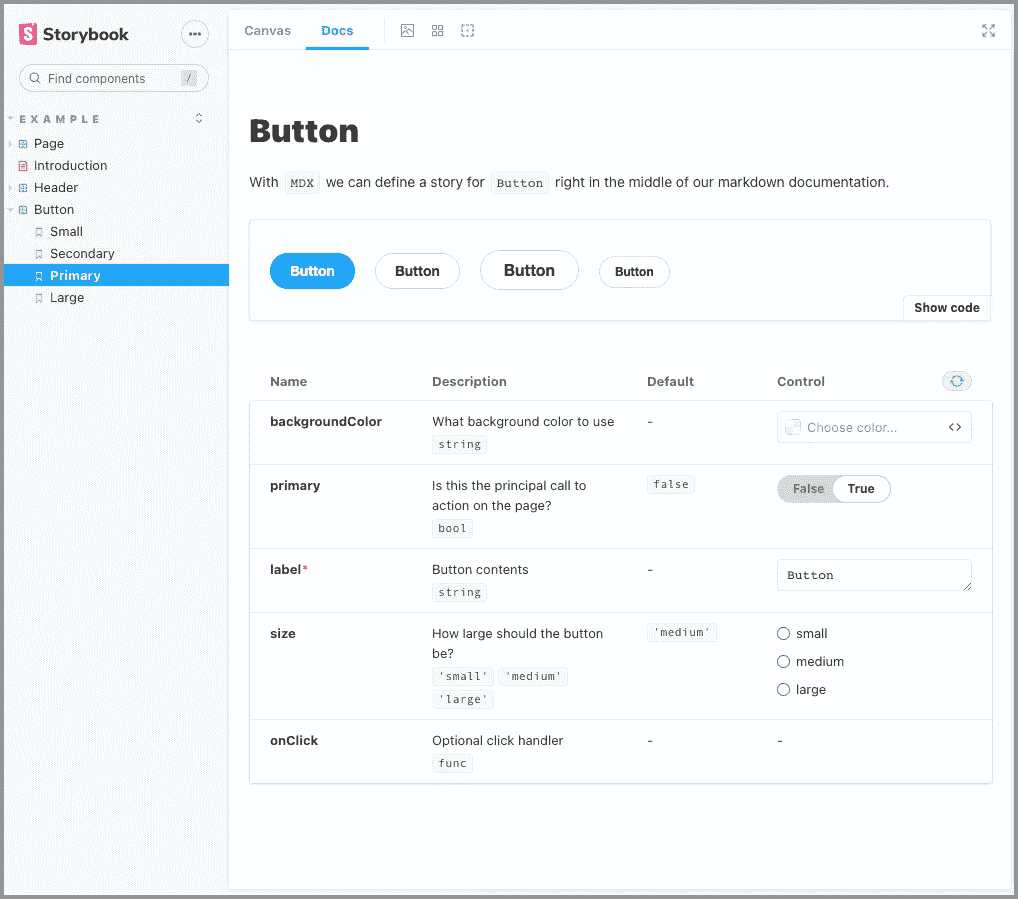 Storybook
Find components /
EXAMPLE
Page
Introduction
Header
Button
Small
Secondary
Primary
Large
Canvas Docs
Button
With MDX we can define a story for Button right in the middle of our markdown documentation.
Button Button Button Button
Show code
Name Description Default Control
backgroundColor What background color to use - Choose color...
string
primary Is this the principal call to false False True
action on the page?
bool
label* Button contents - Button
string
size How large should the button 'medium' small
be? medium
'small' 'medium'
'large' large
onClick Optional click handler - -
func